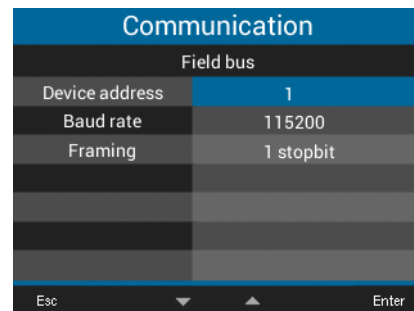 Communication
Field bus
Device address 1
Baud rate 115200
Framing 1 stopbit
Esc Enter